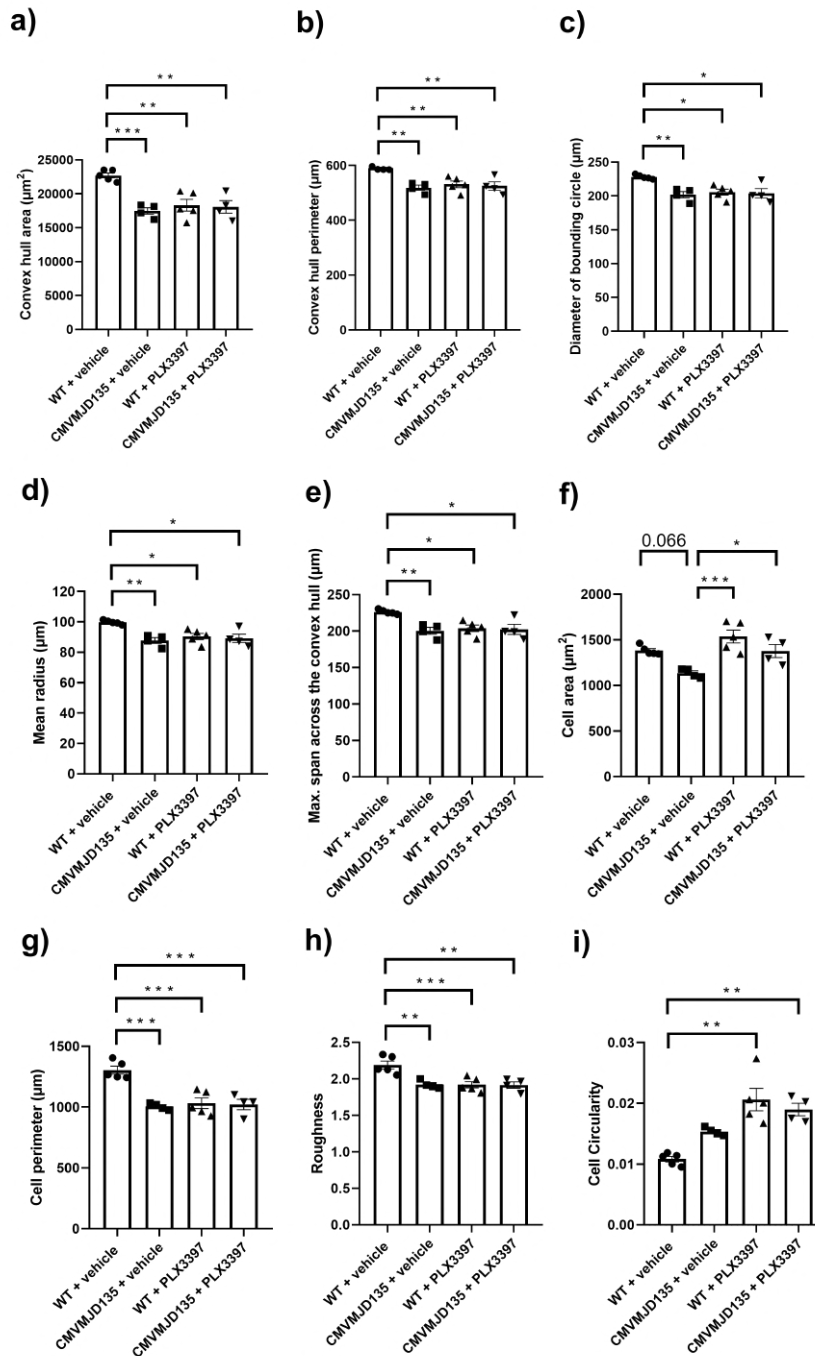 a)
* *
* *
* * *
Convex hull area (µm²)
25000
20000
15000
10000
5000
0
WT + vehicle
CMVMJD135 + vehicle
WT + PLX3397
CMVMJD135 + PLX3397
b)
* *
* *
* *
Convex hull perimeter (µm)
600
400
200
0
WT + vehicle
CMVMJD135 + vehicle
WT + PLX3397
CMVMJD135 + PLX3397
c)
*
*
* *
Diameter of bounding circle (µm)
250
200
150
100
50
0
WT + vehicle
CMVMJD135 + vehicle
WT + PLX3397
CMVMJD135 + PLX3397
d)
*
*
* *
Mean radius (µm)
120
100
80
60
40
20
0
WT + vehicle
CMVMJD135 + vehicle
WT + PLX3397
CMVMJD135 + PLX3397
e)
*
*
* *
Max. span across the convex hull (µm)
250
200
150
100
50
0
WT + vehicle
CMVMJD135 + vehicle
WT + PLX3397
CMVMJD135 + PLX3397
f)
0.066
*
* * *
Cell area (µm²)
2000
1500
1000
500
0
WT + vehicle
CMVMJD135 + vehicle
WT + PLX3397
CMVMJD135 + PLX3397
g)
* * *
* * *
* * *
Cell perimeter (µm)
1500
1000
500
0
WT + vehicle
CMVMJD135 + vehicle
WT + PLX3397
CMVMJD135 + PLX3397
h)
* *
* * *
* *
Roughness
2.5
2.0
1.5
1.0
0.5
0.0
WT + vehicle
CMVMJD135 + vehicle
WT + PLX3397
CMVMJD135 + PLX3397
i)
* *
* *
Cell Circularity
0.03
0.02
0.01
0.00
WT + vehicle
CMVMJD135 + vehicle
WT + PLX3397
CMVMJD135 + PLX3397